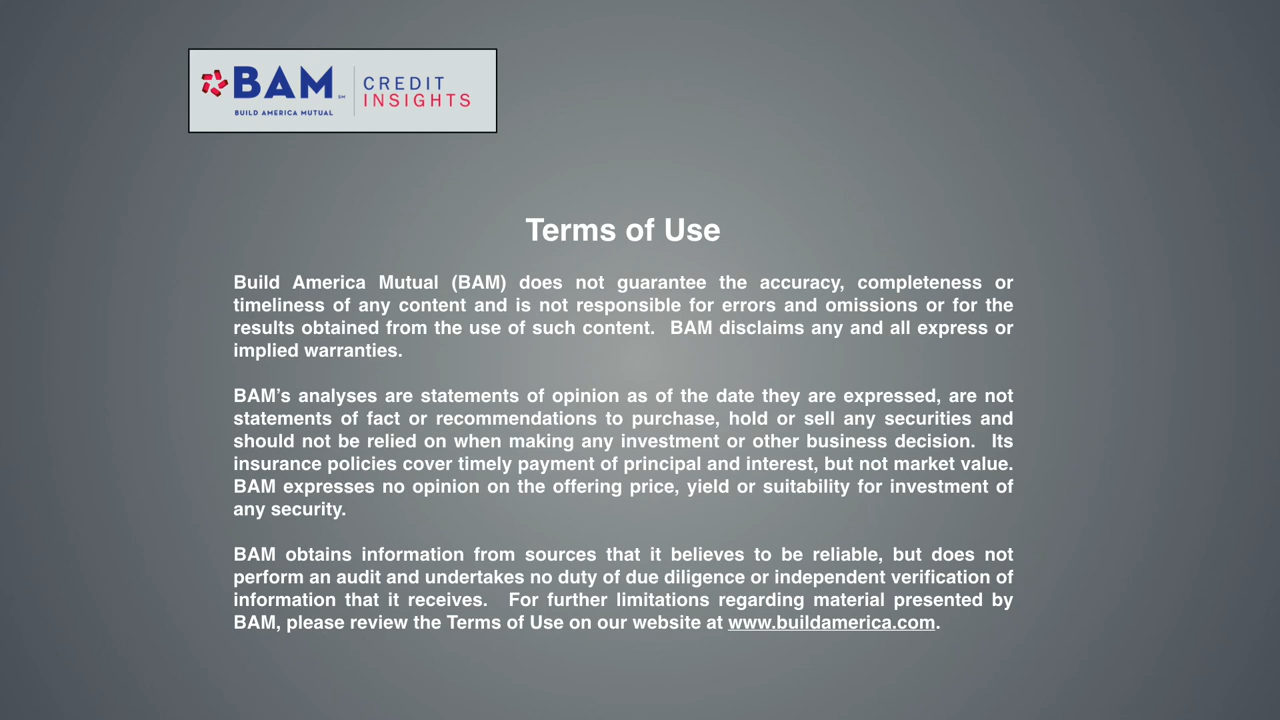 BAM SM
BUILD AMERICA MUTUAL
CREDIT
INSIGHTS
Terms of Use
Build America Mutual (BAM) does not guarantee the accuracy, completeness or
timeliness of any content and is not responsible for errors and omissions or for the
results obtained from the use of such content.  BAM disclaims any and all express or
implied warranties.
BAM’s analyses are statements of opinion as of the date they are expressed, are not
statements of fact or recommendations to purchase, hold or sell any securities and
should not be relied on when making any investment or other business decision.  Its
insurance policies cover timely payment of principal and interest, but not market value.
BAM expresses no opinion on the offering price, yield or suitability for investment of
any security.
BAM obtains information from sources that it believes to be reliable, but does not
perform an audit and undertakes no duty of due diligence or independent verification of
information that it receives.  For further limitations regarding material presented by
BAM, please review the Terms of Use on our website at www.buildamerica.com.